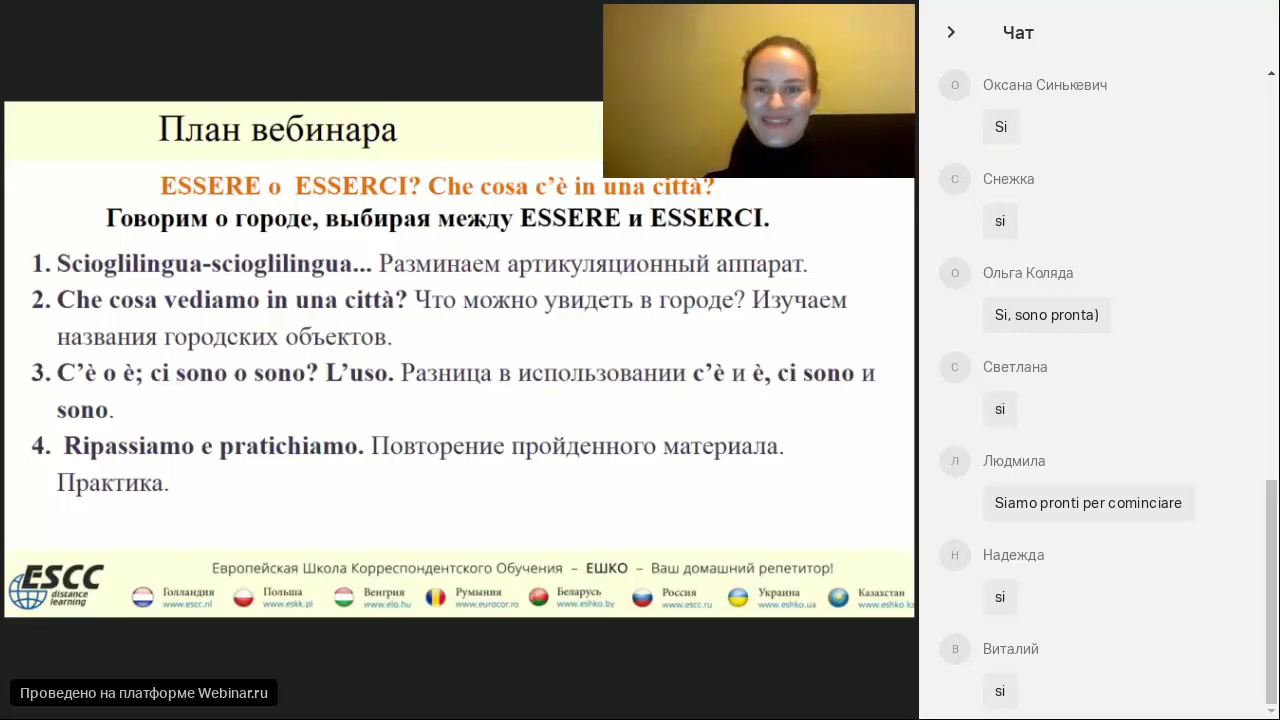 План вебинара
ESSERE o ESSERCI? Che cosa c’è in una città?
Говорим о городе, выбирая между ESSERE и ESSERCI.
1. Scioglilingua-scioglilingua... Разминаем артикуляционный аппарат.
2. Che cosa vediamo in una città? Что можно увидеть в городе? Изучаем
названия городских объектов.
3. C’è o è; ci sono o sono? L’uso. Разница в использовании c’è и è, ci sono и
sono.
4. Ripassiamo e pratichiamo. Повторение пройденного материала.
Практика.
ESCC
distance
learning
Европейская Школа Корреспондентского Обучения – ЕШКО – Ваш домашний репетитор!
Голландия
www.escc.nl
Польша
www.eskk.pl
Венгрия
www.elo.hu
Румыния
www.eurocor.ro
Беларусь
www.eshko.by
Россия
www.escc.ru
Украина
www.eshko.ua
Казахстан
www.eshko.kz
Проведено на платформе Webinar.ru
Чат
О
Оксана Синькевич
Si
С
Снежка
si
О
Ольга Коляда
Si, sono pronta)
С
Светлана
si
Л
Людмила
Siamo pronti per cominciare
Н
Надежда
si
В
Виталий
si